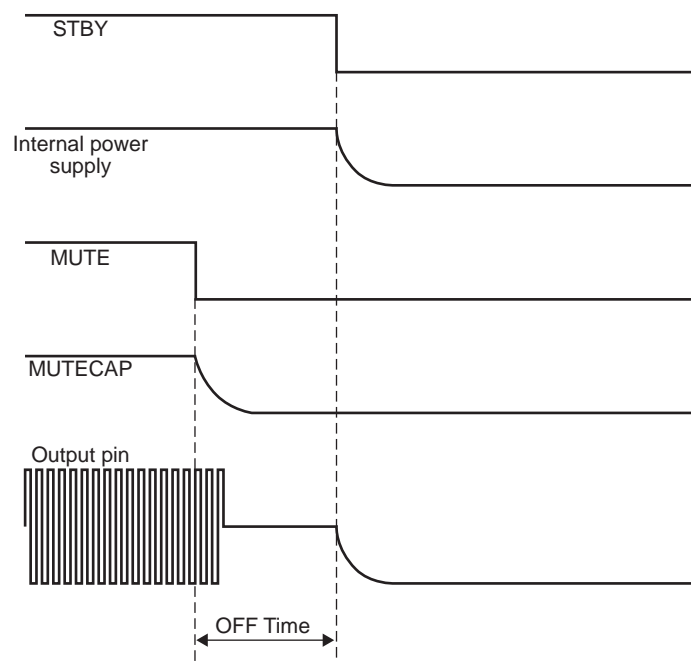 STBY
Internal power
supply
MUTE
MUTECAP
Output pin
OFF Time